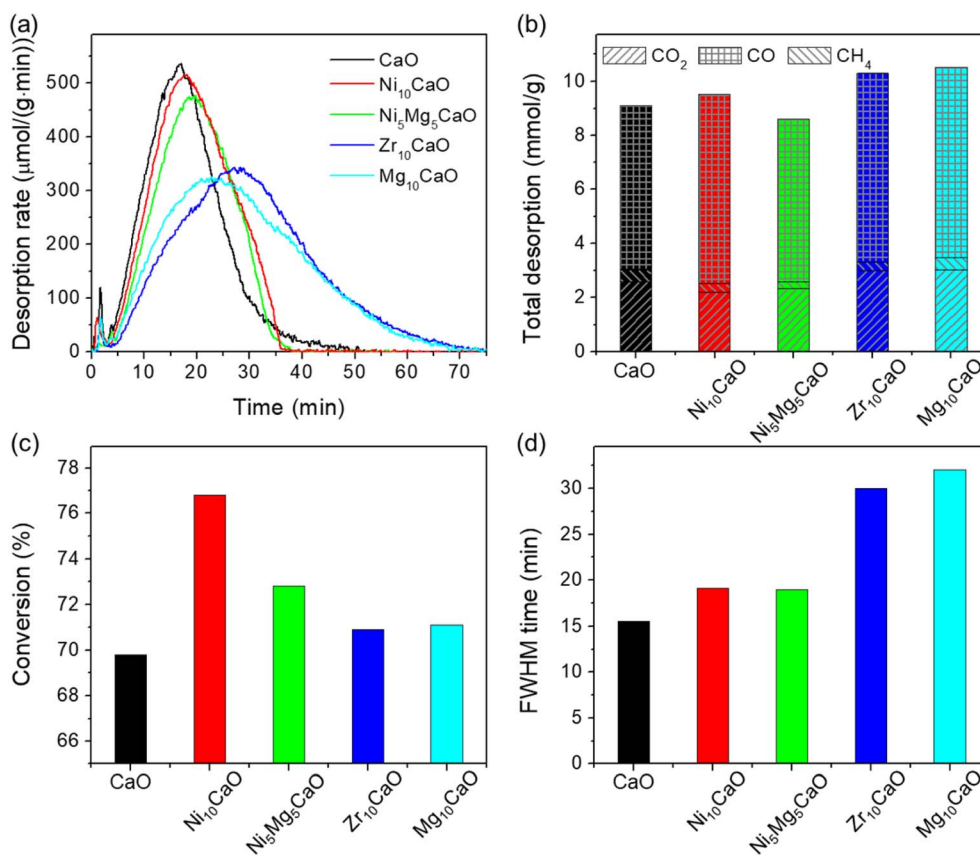 (a)
Desorption rate (μmol/(g·min))
500
400
300
200
100
0
0 10 20 30 40 50 60 70
Time (min)
CaO
Ni₁₀CaO
Ni₅Mg₅CaO
Zr₁₀CaO
Mg₁₀CaO
(b)
Total desorption (mmol/g)
10
8
6
4
2
0
CO₂ CO CH₄
CaO Ni₁₀CaO Ni₅Mg₅CaO Zr₁₀CaO Mg₁₀CaO
(c)
Conversion (%)
78
76
74
72
70
68
66
CaO Ni₁₀CaO Ni₅Mg₅CaO Zr₁₀CaO Mg₁₀CaO
(d)
FWHM time (min)
30
25
20
15
10
5
0
CaO Ni₁₀CaO Ni₅Mg₅CaO Zr₁₀CaO Mg₁₀CaO